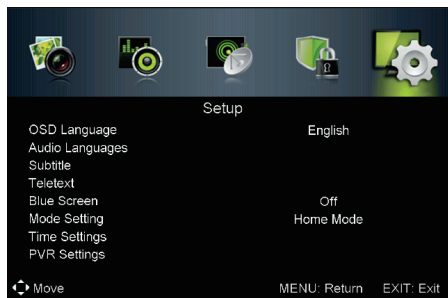 Setup
OSD Language English
Audio Languages
Subtitle
Teletext
Blue Screen Off
Mode Setting Home Mode
Time Settings
PVR Settings
Move MENU: Return EXIT: Exit